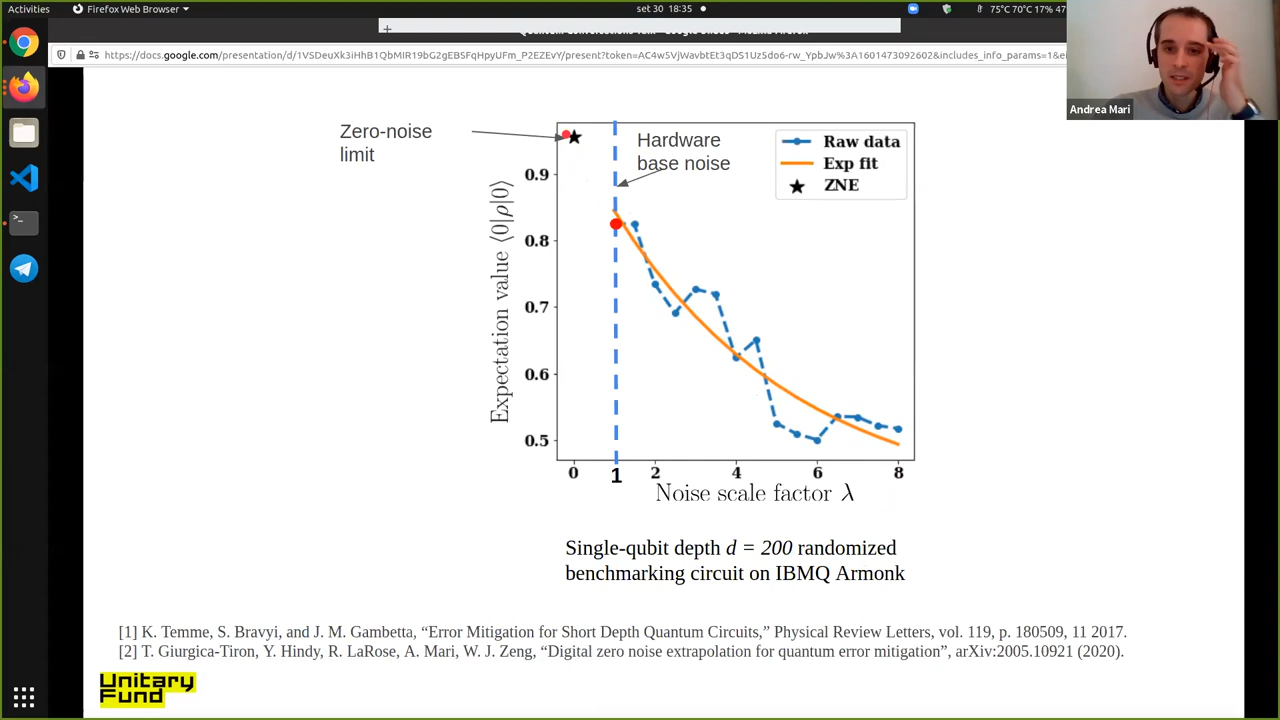 Activities
Firefox Web Browser
set 30 18:35
75°C 70°C 17% 47
https://docs.google.com/presentation/d/1VSDeuXk3iHhB1QbMIR19bG2gEBSFqHpyUFm_P2EZEvY/present?token=AC4w5VjWavbtEt3qDS1UzSdo6-rw_YpbJw%3A1601473092602&includes_info_params=1&e
Andrea Mari
Zero-noise
limit
Hardware
base noise
Raw data
Exp fit
ZNE
0.9
0.8
0.7
0.6
0.5
Expectation value ⟨0|ρ|0⟩
0 1 2 4 6 8
Noise scale factor λ
Single-qubit depth d = 200 randomized
benchmarking circuit on IBMQ Armonk
[1] K. Temme, S. Bravyi, and J. M. Gambetta, “Error Mitigation for Short Depth Quantum Circuits,” Physical Review Letters, vol. 119, p. 180509, 11 2017.
[2] T. Giurgica-Tiron, Y. Hindy, R. LaRose, A. Mari, W. J. Zeng, “Digital zero noise extrapolation for quantum error mitigation”, arXiv:2005.10921 (2020).
Unitary
Fund